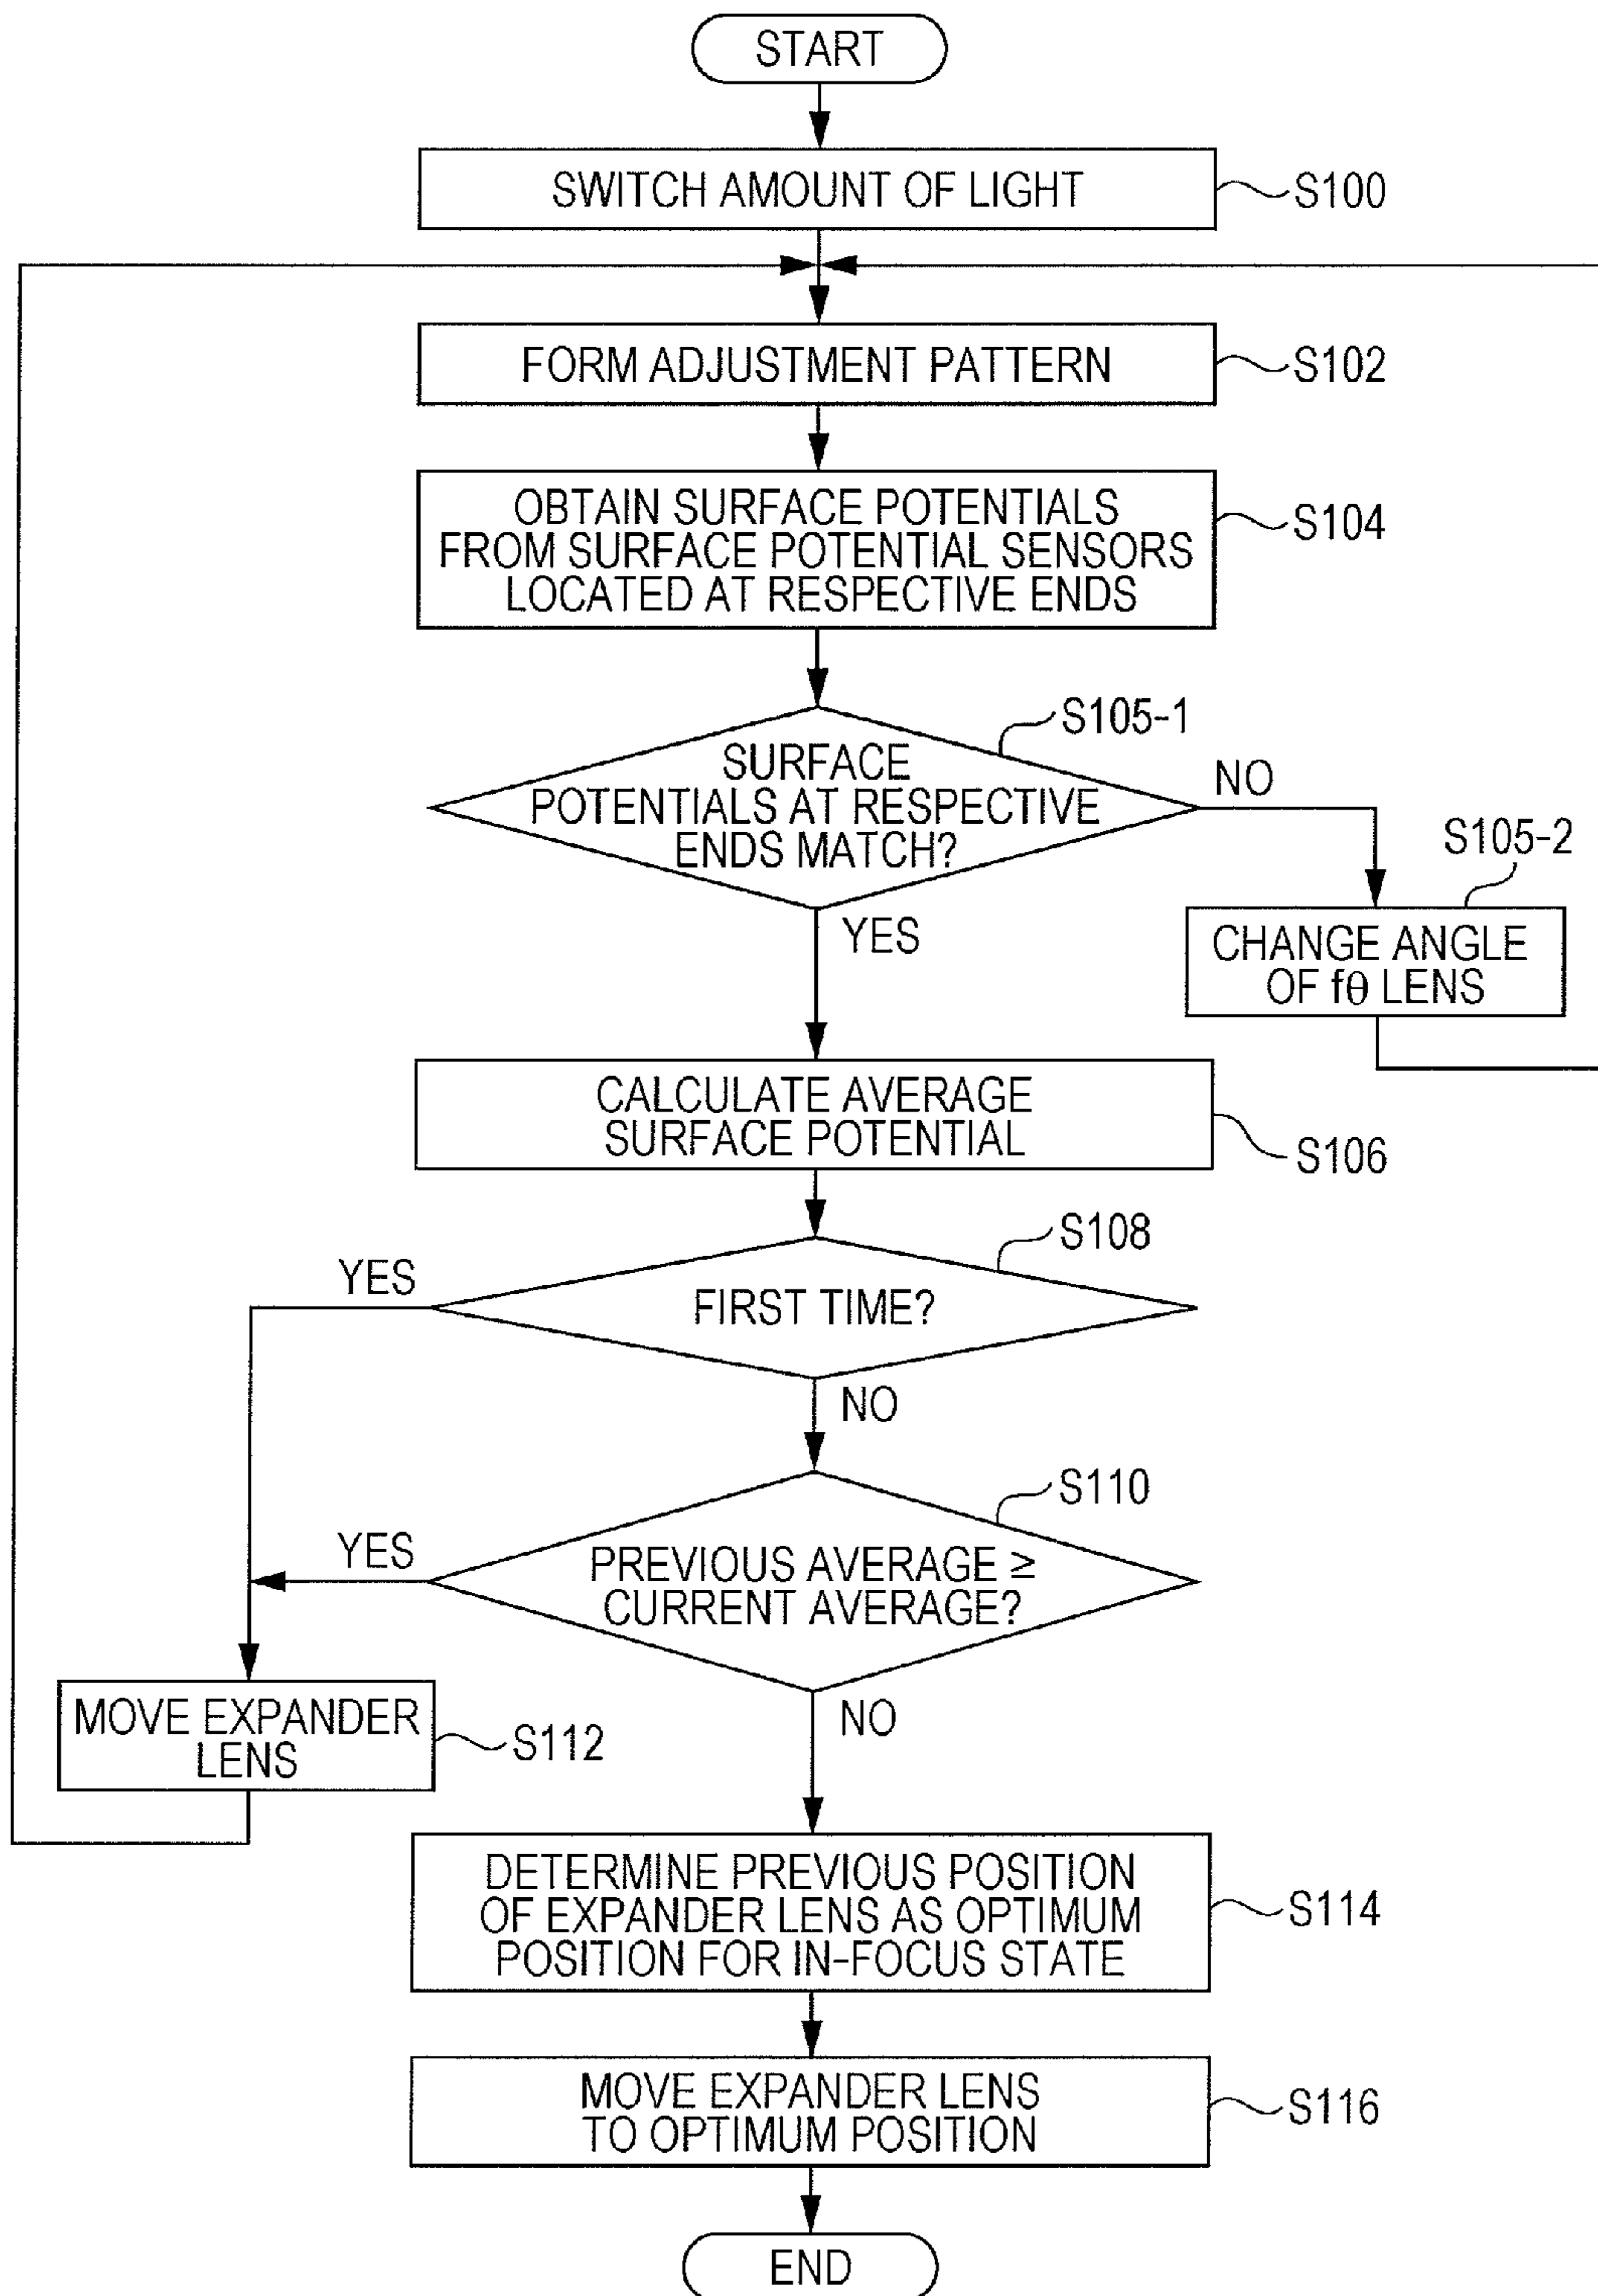 START
SWITCH AMOUNT OF LIGHT
S100
FORM ADJUSTMENT PATTERN
S102
OBTAIN SURFACE POTENTIALS
FROM SURFACE POTENTIAL SENSORS
LOCATED AT RESPECTIVE ENDS
S104
S105-1
SURFACE
POTENTIALS AT RESPECTIVE
ENDS MATCH?
NO
S105-2
CHANGE ANGLE
OF fθ LENS
YES
CALCULATE AVERAGE
SURFACE POTENTIAL
S106
S108
FIRST TIME?
YES
NO
S110
PREVIOUS AVERAGE ≥
CURRENT AVERAGE?
YES
NO
MOVE EXPANDER
LENS
S112
DETERMINE PREVIOUS POSITION
OF EXPANDER LENS AS OPTIMUM
POSITION FOR IN-FOCUS STATE
S114
MOVE EXPANDER LENS
TO OPTIMUM POSITION
S116
END